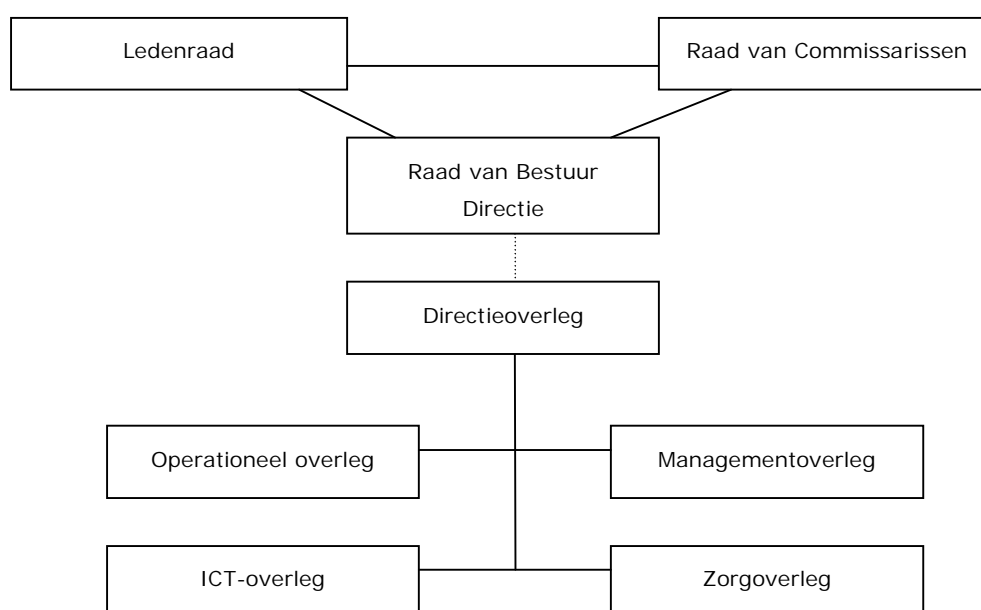 Ledenraad
Raad van Commissarissen
Raad van Bestuur
Directie
Directieoverleg
Operationeel overleg
Managementoverleg
ICT-overleg
Zorgoverleg